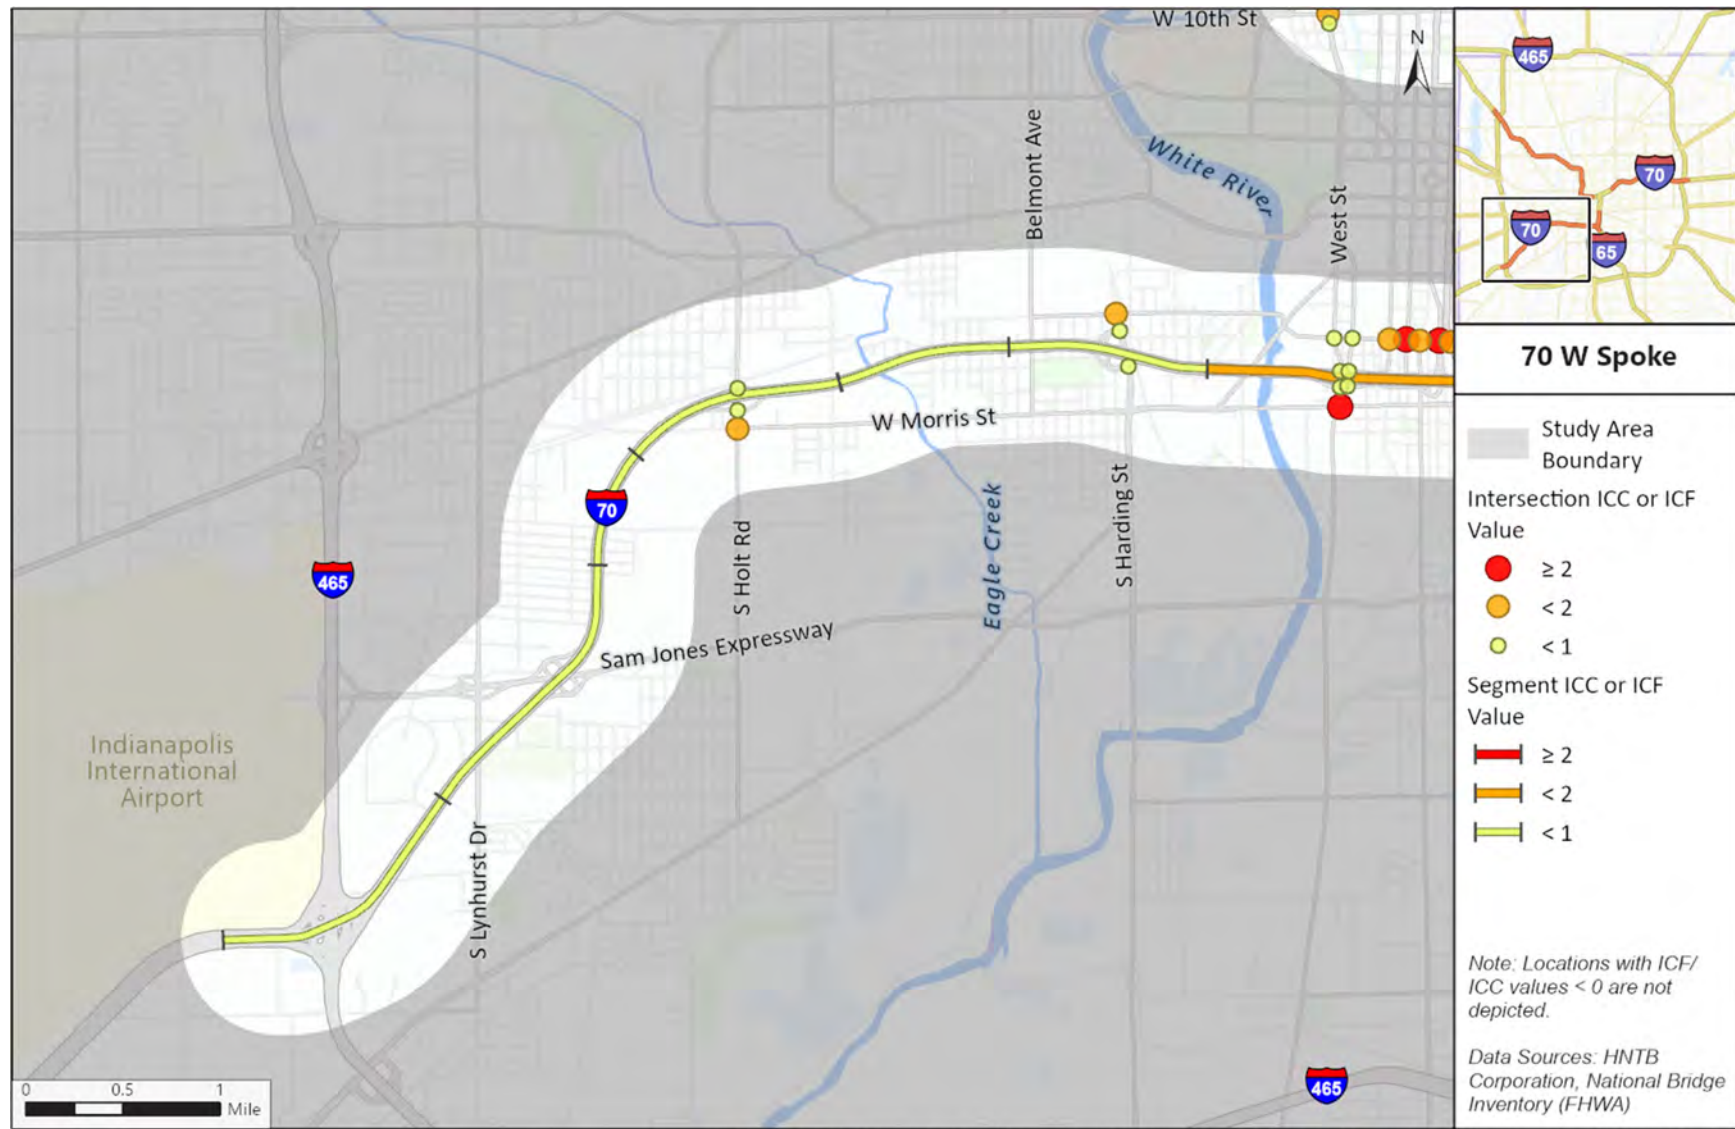 W 10th St
N
Belmont Ave
White River
West St
W Morris St
70
465
S Holt Rd
Eagle Creek
S Harding St
Sam Jones Expressway
Indianapolis
International
Airport
S Lynhurst Dr
465
0 0.5 1
Mile
465
70
70
65
70 W Spoke
Study Area
Boundary
Intersection ICC or ICF
Value
≥ 2
< 2
< 1
Segment ICC or ICF
Value
≥ 2
< 2
< 1
Note: Locations with ICF/
ICC values < 0 are not
depicted.
Data Sources: HNTB
Corporation, National Bridge
Inventory (FHWA)